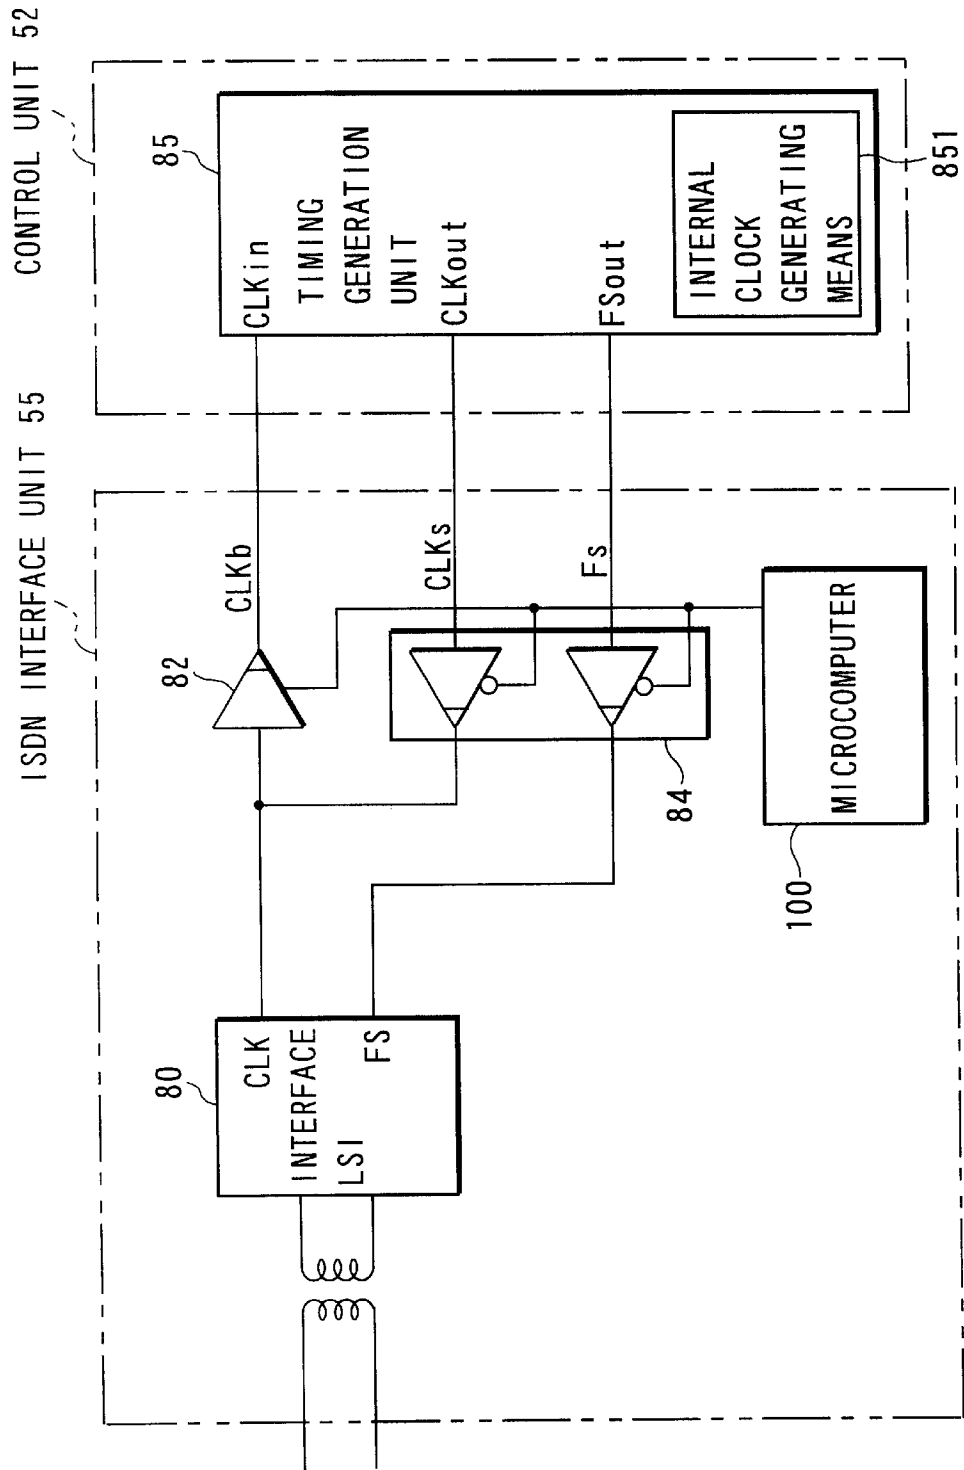 ISDN INTERFACE UNIT 55
CONTROL UNIT 52
80
CLK
INTERFACE
LSI
FS
82
CLKb
CLKs
Fs
84
MICROCOMPUTER
100
85
CLKin
TIMING
GENERATION
UNIT
CLKout
FSout
INTERNAL
CLOCK
GENERATING
MEANS
851